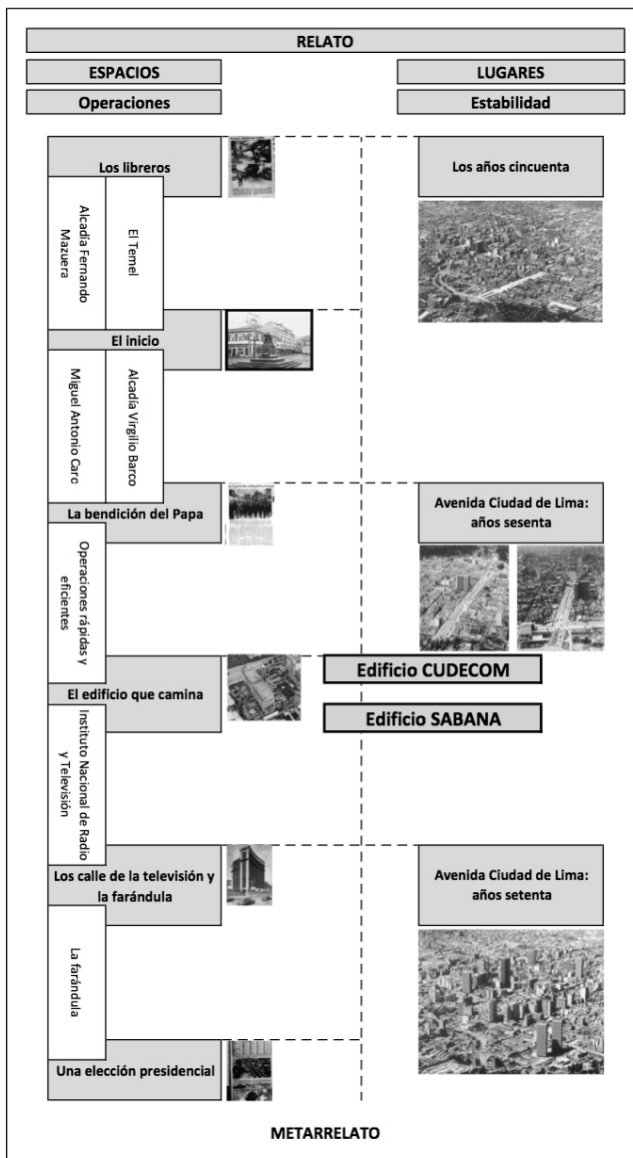 RELATO
ESPACIOS
LUGARES
Operaciones
Estabilidad
Los libreros
Los años cincuenta
Alcadía Fernando
Mazuera
El Temel
El inicio
Miguel Antonio Caro
Alcadía Virgilio Barco
La bendición del Papa
Avenida Ciudad de Lima:
años sesenta
Operaciones rápidas y
eficientes
El edificio que camina
Edificio CUDECOM
Edificio SABANA
Instituto Nacional de Radio
y Televisión
Los calle de la televisión y
la farándula
Avenida Ciudad de Lima:
años setenta
La farándula
Una elección presidencial
METARRELATO